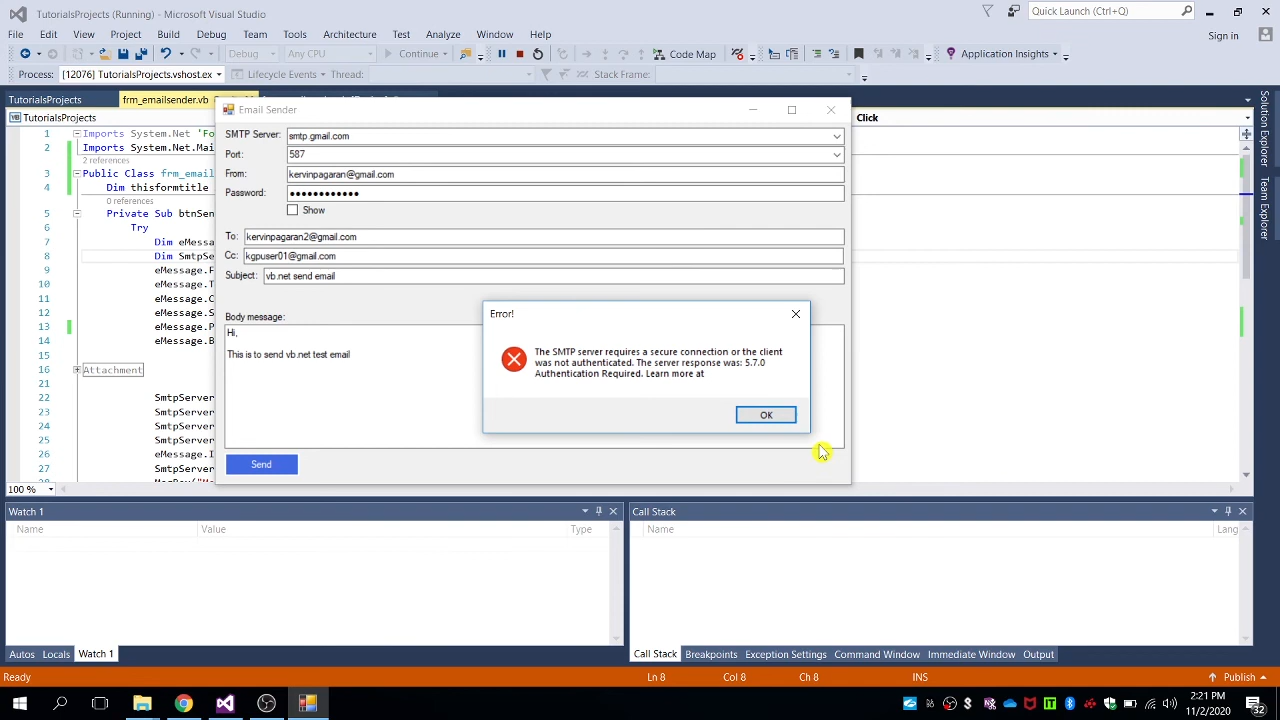 TutorialsProjects (Running) - Microsoft Visual Studio
Quick Launch (Ctrl+Q)
File Edit View Project Build Debug Team Tools Architecture Test Analyze Window Help
Sign in
Debug Any CPU Continue Code Map Application Insights
Process: [12076] TutorialsProjects.vshost.ex Lifecycle Events Thread: Stack Frame:
TutorialsProjects frm_emailsender.vb
TutorialsProjects Click
1 Imports System.Net 'Fo
2 Imports System.Net.Mai
2 references
3 Public Class frm_emai
4 Dim thisformtitle
0 references
5 Private Sub btnSen
6 Try
7 Dim eMessa
8 Dim SmtpSe
9 eMessage.F
10 eMessage.T
11 eMessage.C
12 eMessage.S
13 eMessage.P
14 eMessage.B
15
16 Attachment
21
22 SmtpServer
23 SmtpServer
24 SmtpServer
25 SmtpServer
26 eMessage.I
27 SmtpServer
100 %
Email Sender
SMTP Server: smtp.gmail.com
Port: 587
From: kervinpagaran@gmail.com
Password: ●●●●●●●●●●●●
Show
To: kervinpagaran2@gmail.com
Cc: kgpuser01@gmail.com
Subject: vb.net send email
Body message:
Hi,
This is to send vb.net test email
Send
Error!
The SMTP server requires a secure connection or the client
was not authenticated. The server response was: 5.7.0
Authentication Required. Learn more at
OK
Solution Explorer
Team Explorer
Watch 1
Name Value Type
Autos Locals Watch 1
Call Stack
Name Lang
Call Stack Breakpoints Exception Settings Command Window Immediate Window Output
Ready Ln 8 Col 8 Ch 8 INS Publish
2:21 PM
11/2/2020
32